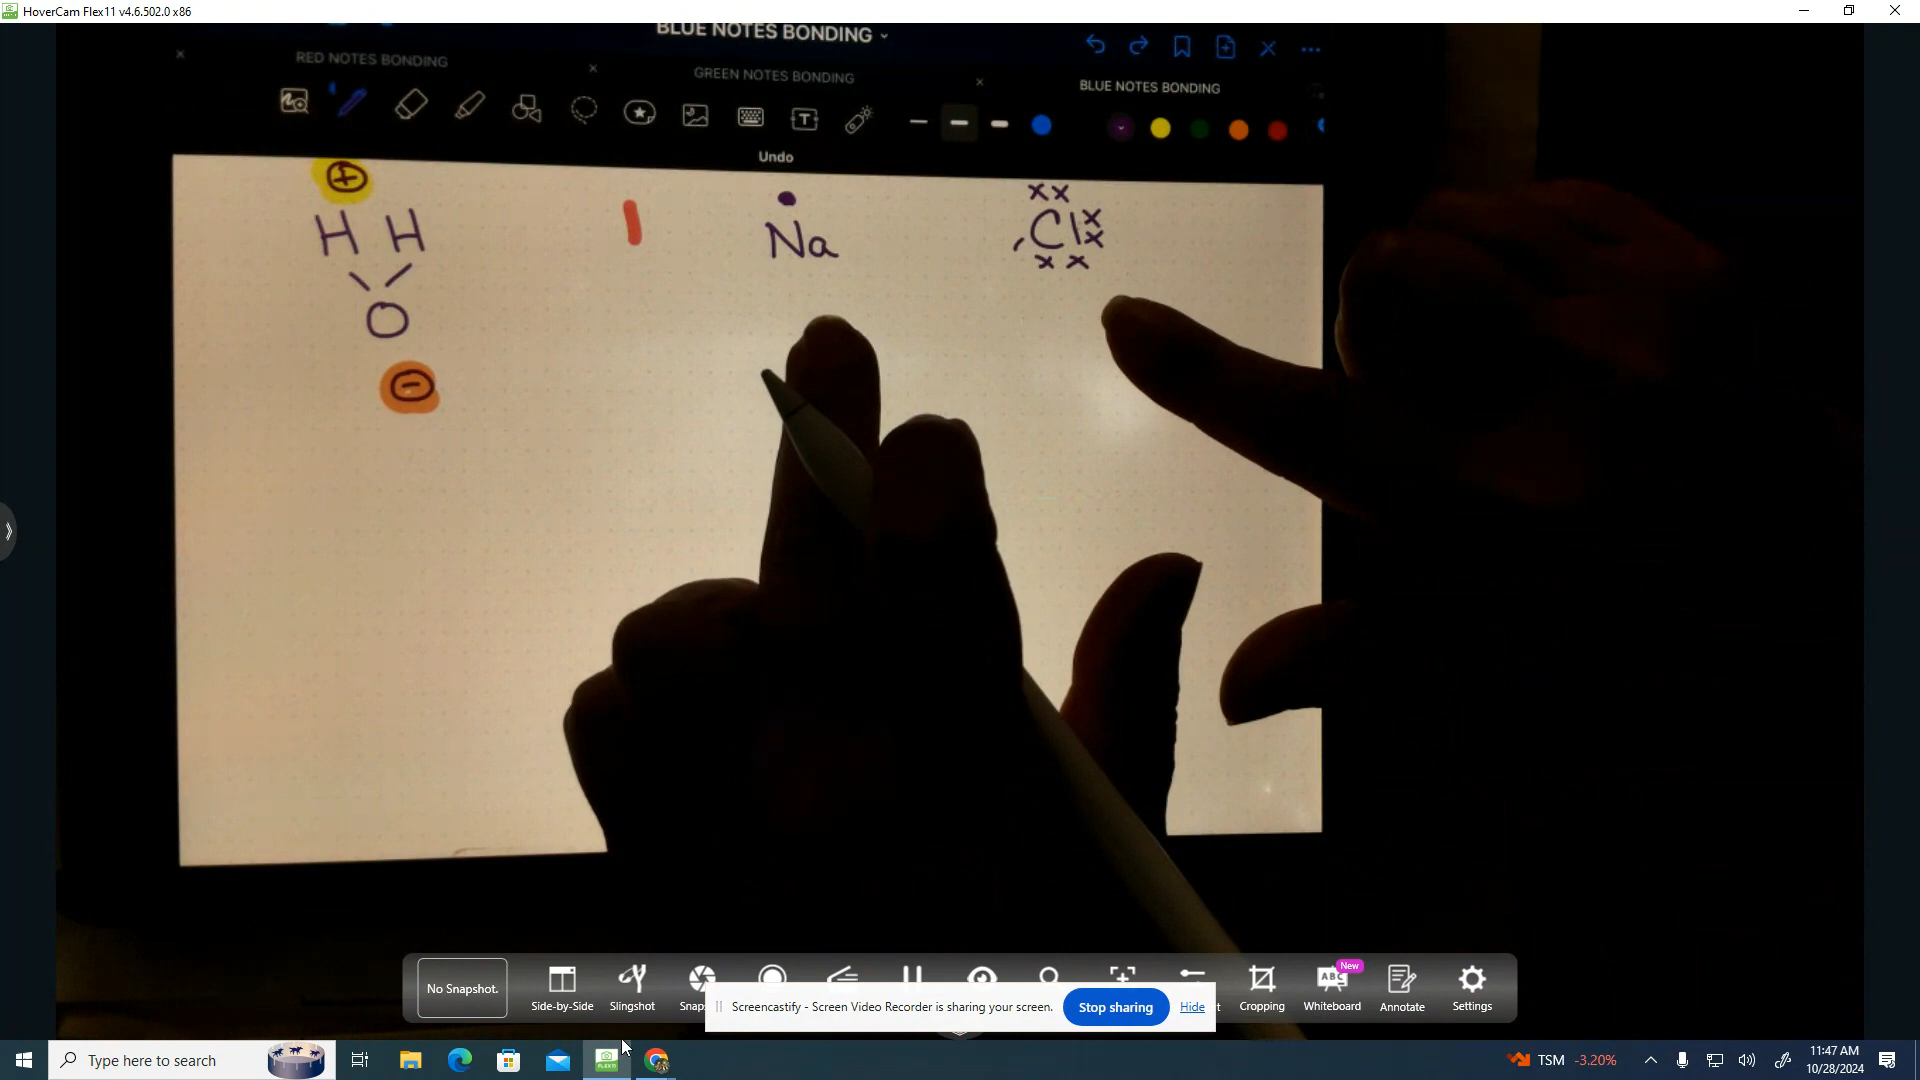 HoverCam Flex11 v4.6.502.0 x86
BLUE NOTES BONDING
RED NOTES BONDING
GREEN NOTES BONDING
BLUE NOTES BONDING
T
Undo
+
H H
O
-
Na
xx
Cl
x
x
x x
No Snapshot.
Side-by-Side
Slingshot
Snap
Cropping
New
ABC
Whiteboard
Annotate
Settings
Screencastify - Screen Video Recorder is sharing your screen.
Stop sharing
Hide
Type here to search
TSM -3.20%
11:47 AM
10/28/2024